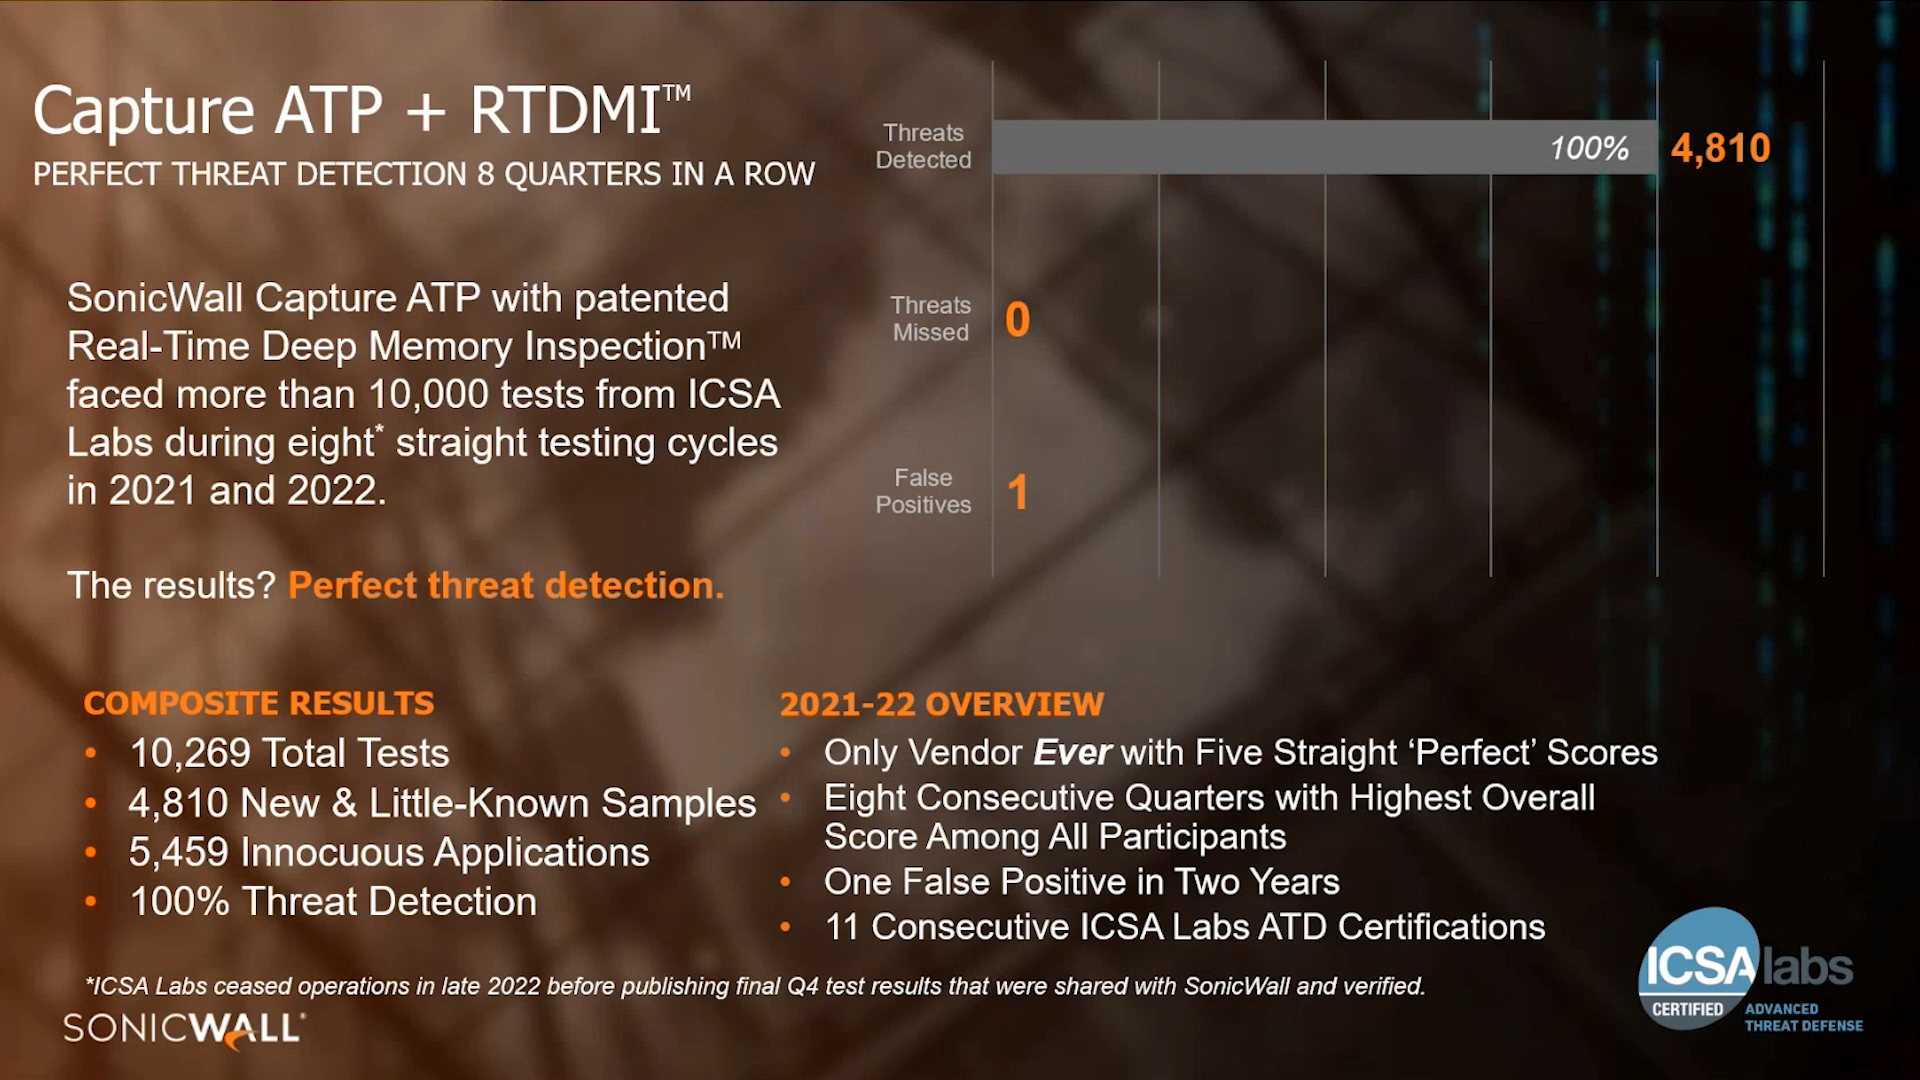 Capture ATP + RTDMI™
PERFECT THREAT DETECTION 8 QUARTERS IN A ROW
SonicWall Capture ATP with patented
Real-Time Deep Memory Inspection™
faced more than 10,000 tests from ICSA
Labs during eight* straight testing cycles
in 2021 and 2022.
The results? Perfect threat detection.
Threats
Detected
100%
4,810
Threats
Missed
0
False
Positives
1
COMPOSITE RESULTS
• 10,269 Total Tests
• 4,810 New & Little-Known Samples
• 5,459 Innocuous Applications
• 100% Threat Detection
2021-22 OVERVIEW
• Only Vendor Ever with Five Straight ‘Perfect’ Scores
• Eight Consecutive Quarters with Highest Overall
Score Among All Participants
• One False Positive in Two Years
• 11 Consecutive ICSA Labs ATD Certifications
*ICSA Labs ceased operations in late 2022 before publishing final Q4 test results that were shared with SonicWall and verified.
SONICWALL
ICSA labs
CERTIFIED
ADVANCED
THREAT DEFENSE